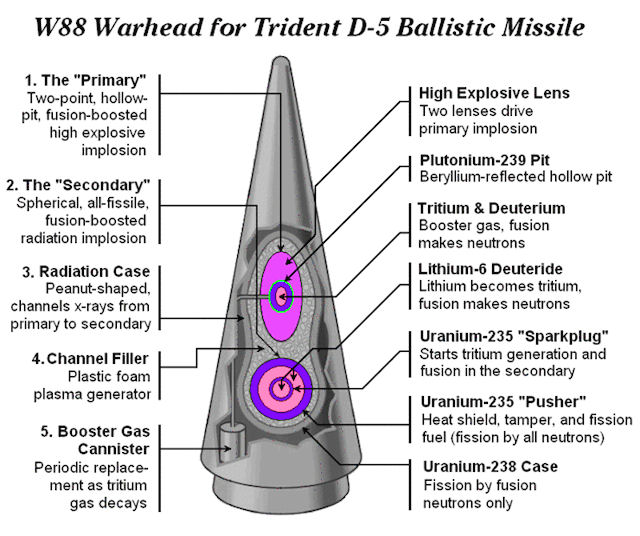 W88 Warhead for Trident D-5 Ballistic Missile
1. The "Primary"
Two-point, hollow-
pit, fusion-boosted
high explosive
implosion
2. The "Secondary"
Spherical, all-fissile,
fusion-boosted
radiation implosion
3. Radiation Case
Peanut-shaped,
channels x-rays from
primary to secondary
4. Channel Filler
Plastic foam
plasma generator
5. Booster Gas
Cannister
Periodic replace-
ment as tritium
gas decays
High Explosive Lens
Two lenses drive
primary implosion
Plutonium-239 Pit
Beryllium-reflected hollow pit
Tritium & Deuterium
Booster gas, fusion
makes neutrons
Lithium-6 Deuteride
Lithium becomes tritium,
fusion makes neutrons
Uranium-235 "Sparkplug"
Starts tritium generation and
fusion in the secondary
Uranium-235 "Pusher"
Heat shield, tamper, and fission
fuel (fission by all neutrons)
Uranium-238 Case
Fission by fusion
neutrons only